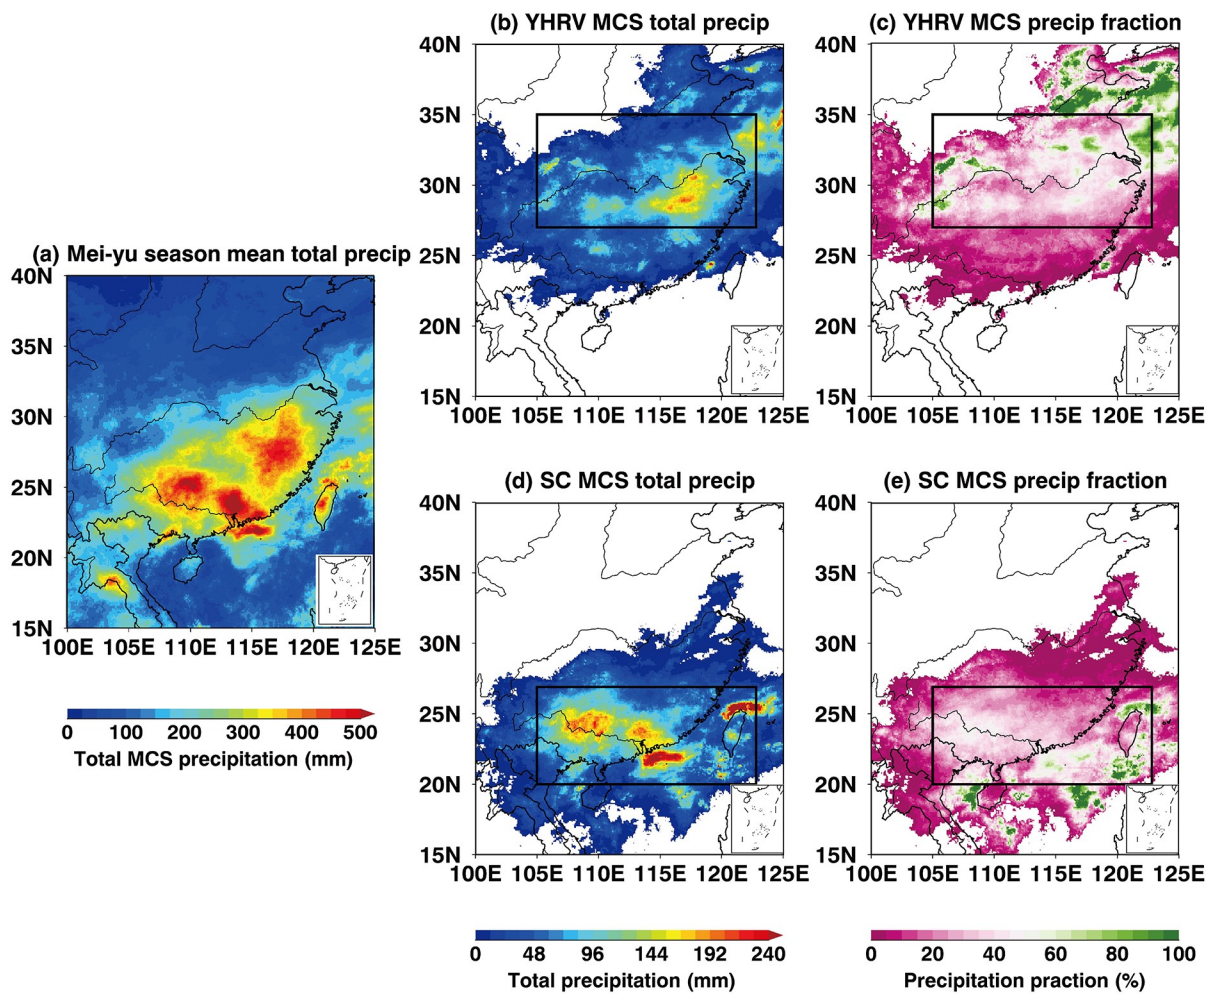 (b) YHRV MCS total precip
(c) YHRV MCS precip fraction
40N
35N
30N
25N
20N
15N
100E 105E 110E 115E 120E 125E
40N
35N
30N
25N
20N
15N
100E 105E 110E 115E 120E 125E
(a) Mei-yu season mean total precip
40N
35N
30N
25N
20N
15N
100E 105E 110E 115E 120E 125E
0 100 200 300 400 500
Total MCS precipitation (mm)
(d) SC MCS total precip
(e) SC MCS precip fraction
40N
35N
30N
25N
20N
15N
100E 105E 110E 115E 120E 125E
40N
35N
30N
25N
20N
15N
100E 105E 110E 115E 120E 125E
0 48 96 144 192 240
Total precipitation (mm)
0 20 40 60 80 100
Precipitation praction (%)